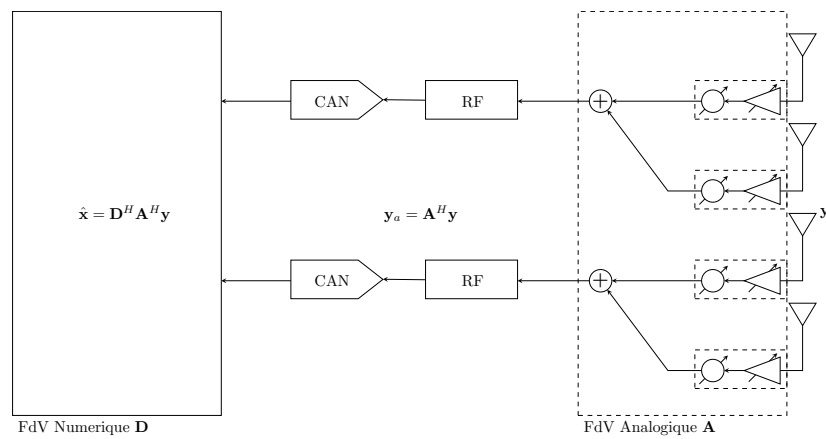 CAN
RF
x̂ = D^H A^H y
y_a = A^H y
y
CAN
RF
FdV Numerique D
FdV Analogique A